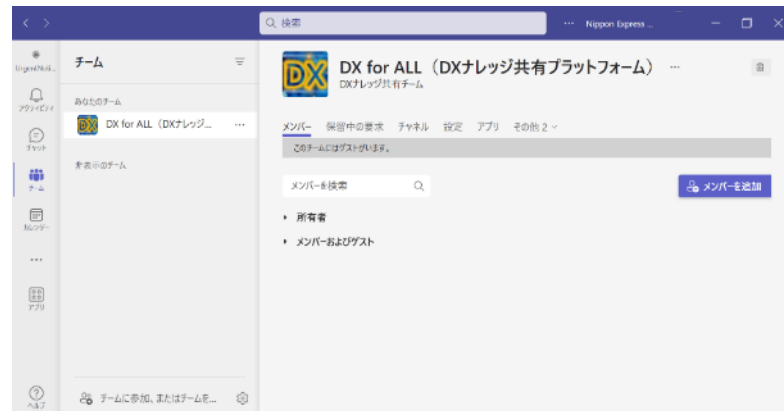 検索
Nippon Express ...
UrgentNoti...
アクティビティ
チャット
チーム
カレンダー
アプリ
ヘルプ
チーム
あなたのチーム
DX for ALL（DXナレッジ...
非表示のチーム
チームに参加、またはチームを...
DX
DX for ALL（DXナレッジ共有プラットフォーム） ...
DXナレッジ共有チーム
メンバー 保留中の要求 チャネル 設定 アプリ その他 2
このチームにはゲストがいます。
メンバーを検索
メンバーを追加
所有者
メンバーおよびゲスト